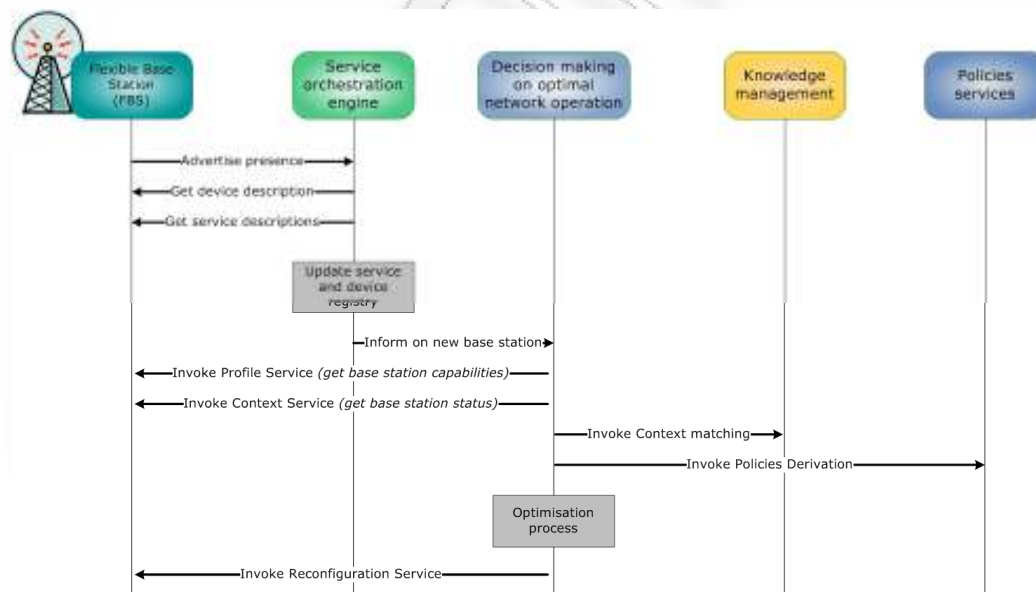 Flexible Base
Station
(FBS)
Service
orchestration
engine
Decision making
on optimal
network operation
Knowledge
management
Policies
services
Advertise presence
Get device description
Get service descriptions
Update service
and device
registry
Inform on new base station
Invoke Profile Service (get base station capabilities)
Invoke Context Service (get base station status)
Invoke Context matching
Invoke Policies Derivation
Optimisation
process
Invoke Reconfiguration Service